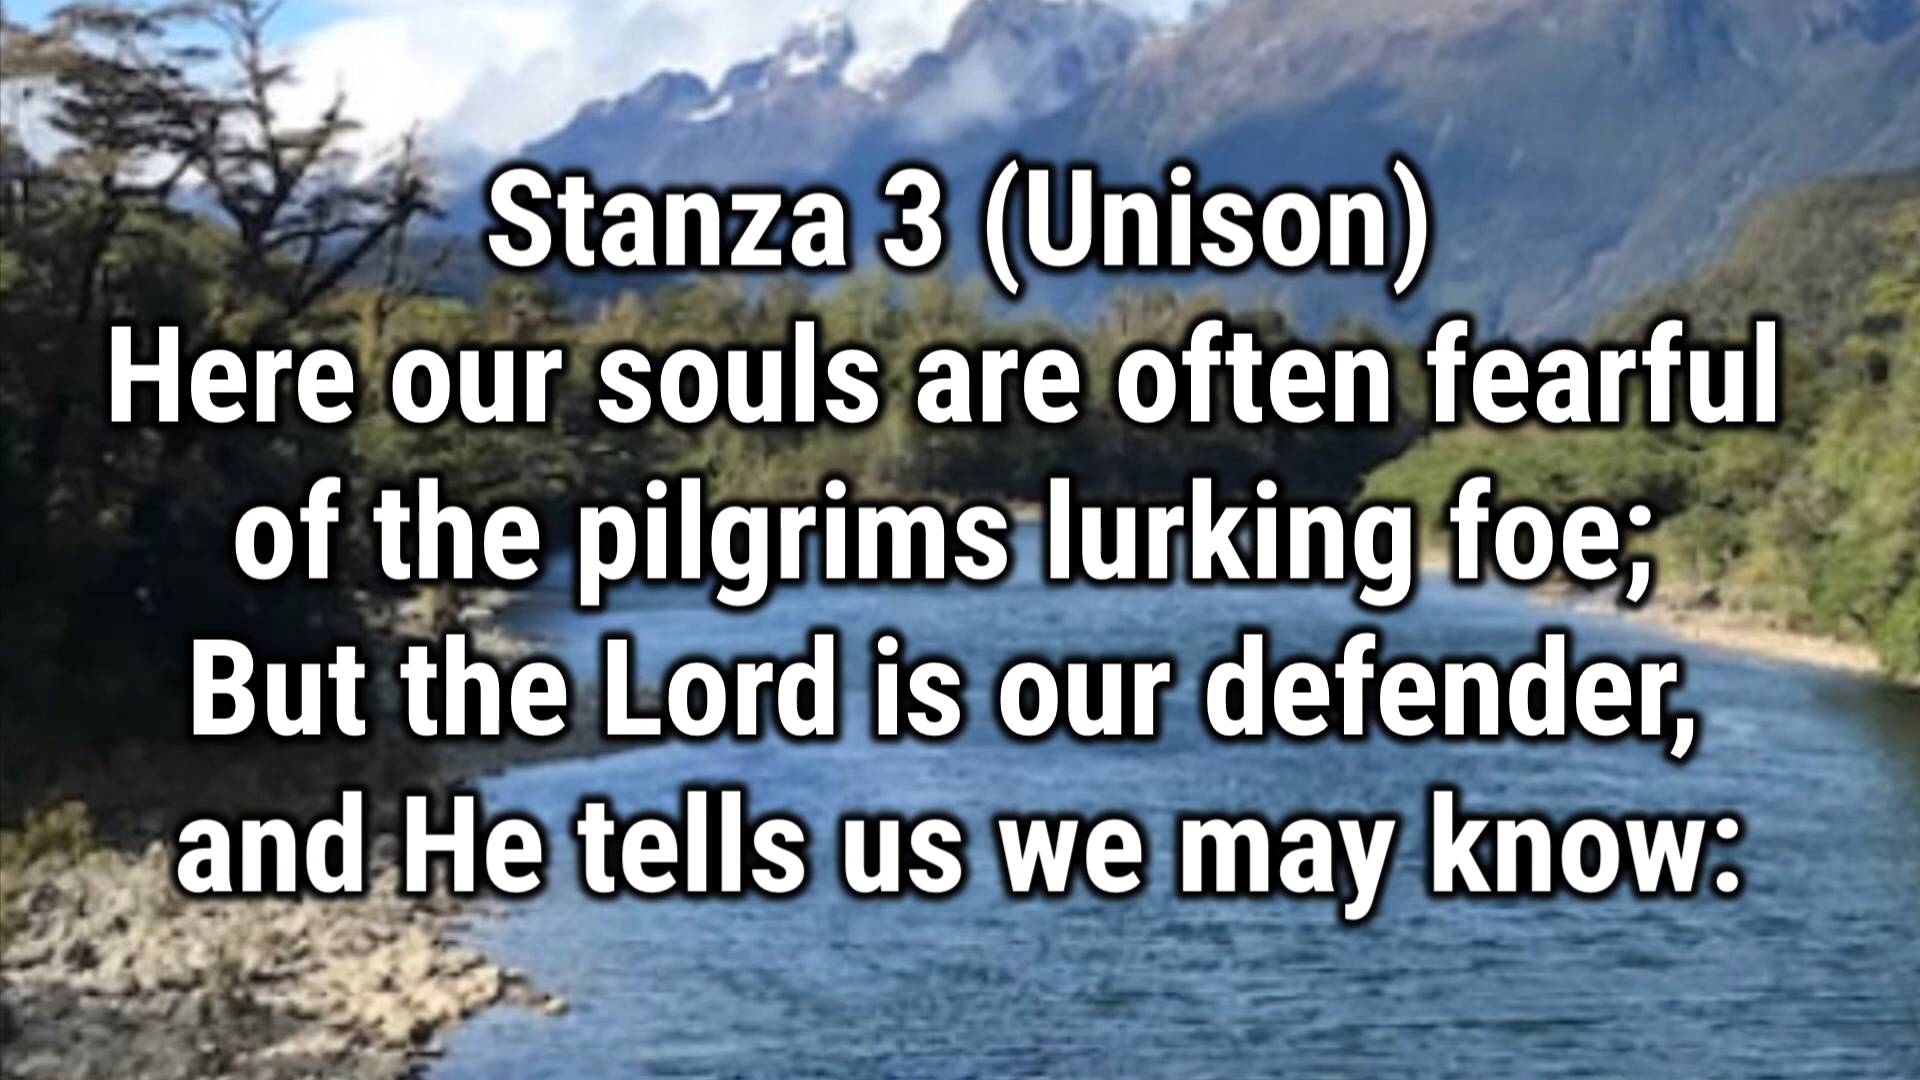 Stanza 3 (Unison)
Here our souls are often fearful
of the pilgrims lurking foe;
But the Lord is our defender,
and He tells us we may know: